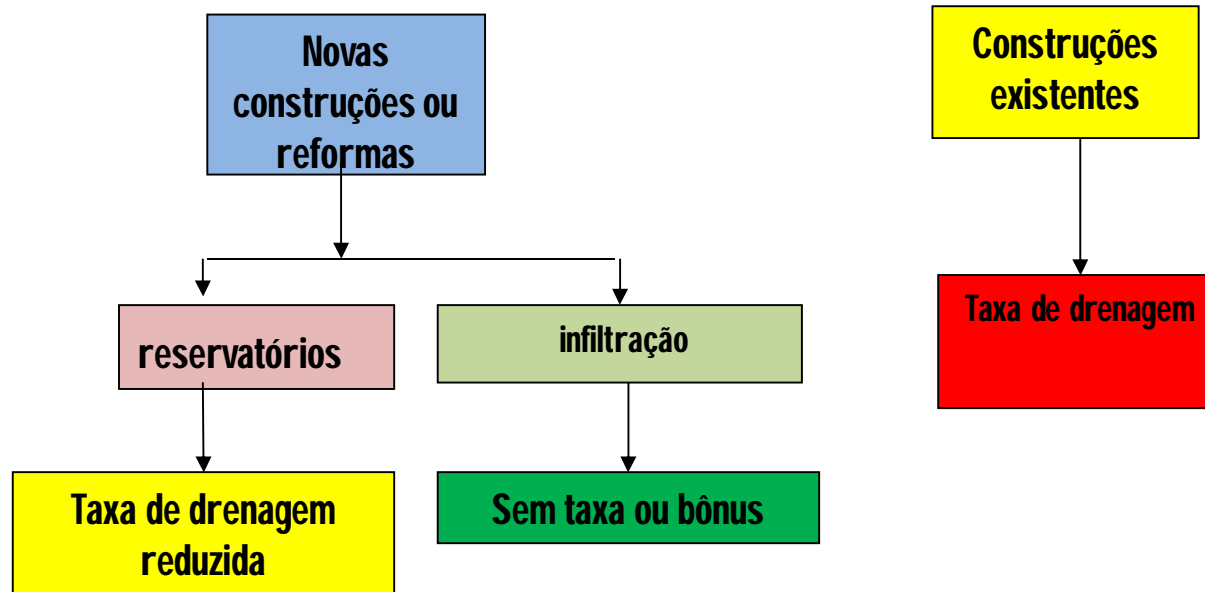 Novas
construções ou
reformas
Construções
existentes
reservatórios
infiltração
Taxa de drenagem
Taxa de drenagem
reduzida
Sem taxa ou bônus